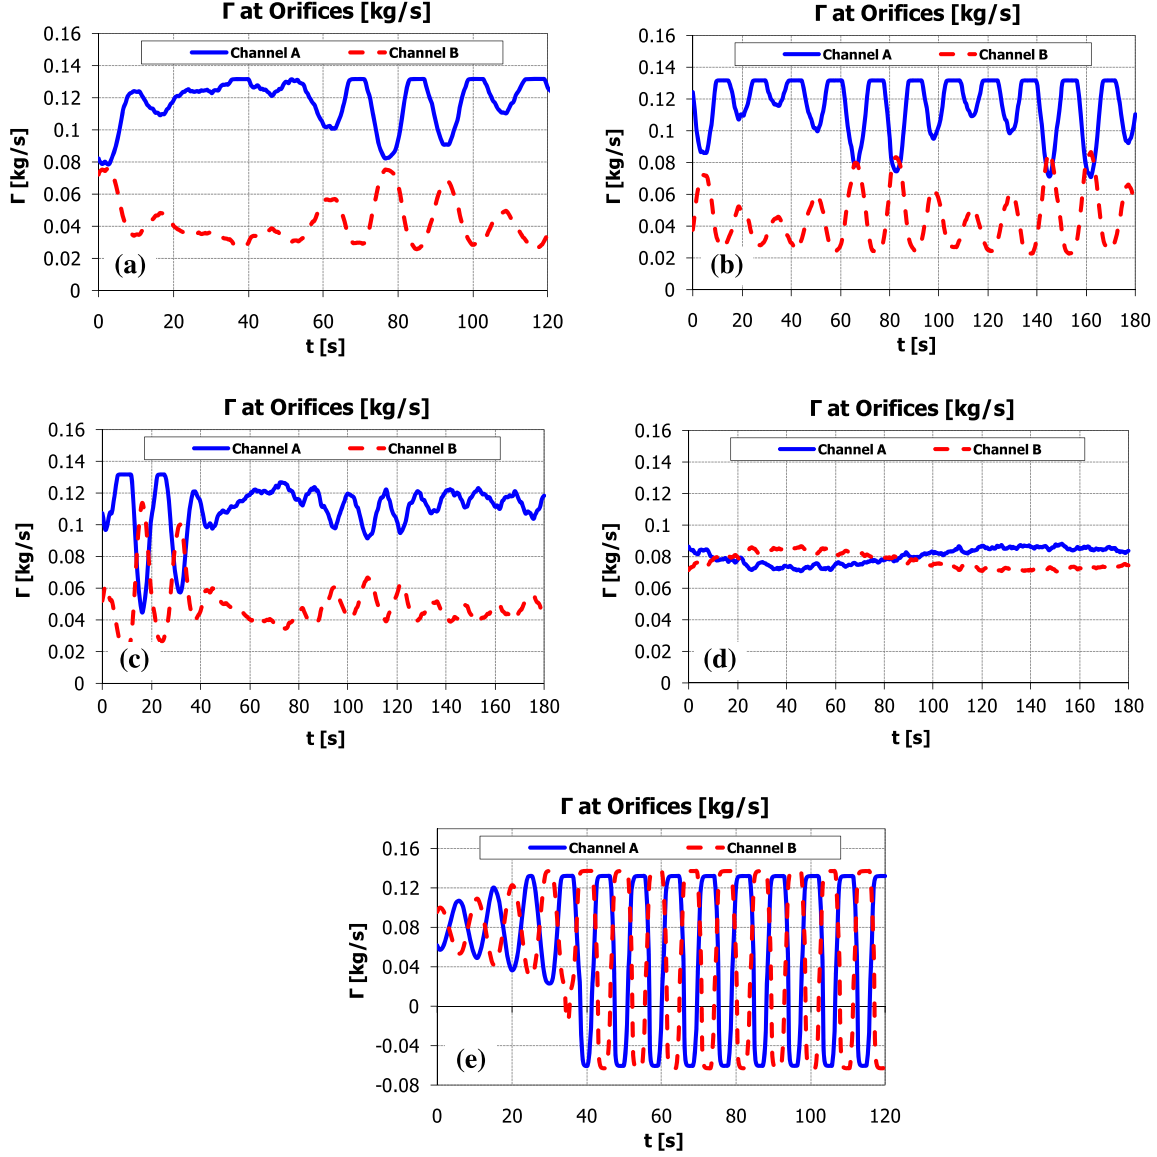 Γ at Orifices [kg/s]
Channel A
Channel B
0.16
0.14
0.12
0.1
0.08
0.06
0.04
0.02
0
Γ [kg/s]
(a)
0 20 40 60 80 100 120
t [s]
Γ at Orifices [kg/s]
Channel A
Channel B
0.16
0.14
0.12
0.1
0.08
0.06
0.04
0.02
0
Γ [kg/s]
(b)
0 20 40 60 80 100 120 140 160 180
t [s]
Γ at Orifices [kg/s]
Channel A
Channel B
0.16
0.14
0.12
0.1
0.08
0.06
0.04
0.02
0
Γ [kg/s]
(c)
0 20 40 60 80 100 120 140 160 180
t [s]
Γ at Orifices [kg/s]
Channel A
Channel B
0.16
0.14
0.12
0.1
0.08
0.06
0.04
0.02
0
Γ [kg/s]
(d)
0 20 40 60 80 100 120 140 160 180
t [s]
Γ at Orifices [kg/s]
Channel A
Channel B
0.16
0.12
0.08
0.04
0
-0.04
-0.08
Γ [kg/s]
(e)
0 20 40 60 80 100 120
t [s]